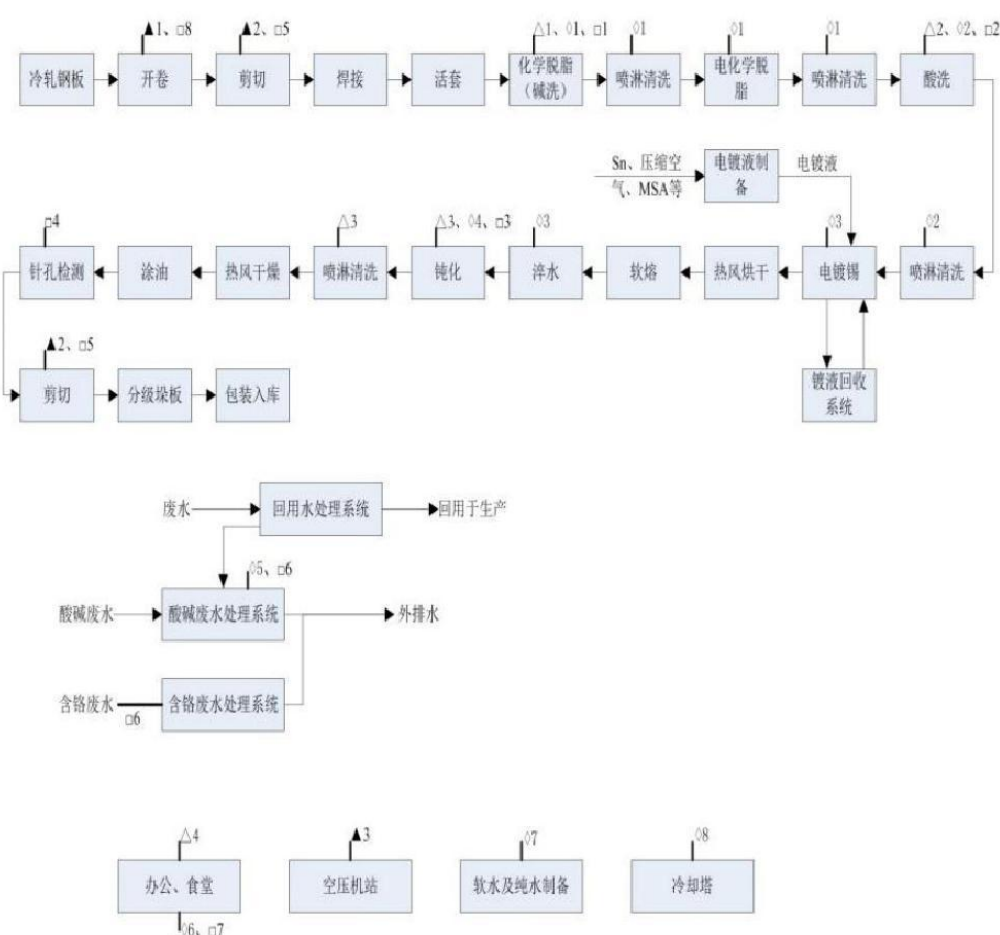 ▲1、□8
▲2、□5
△1、◊1、□1
◊1
◊1
◊1
△2、◊2、□2
冷轧钢板
开卷
剪切
焊接
活套
化学脱脂
（碱洗）
喷淋清洗
电化学脱
脂
喷淋清洗
酸洗
Sn、压缩空
气、MSA等
电镀液制
备
电镀液
□4
△3
△3、◊4、□3
◊3
◊3
◊2
针孔检测
涂油
热风干燥
喷淋清洗
钝化
淬水
软熔
热风烘干
电镀锡
喷淋清洗
▲2、□5
剪切
分级垛板
包装入库
镀液回收
系统
废水
回用水处理系统
回用于生产
◊5、□6
酸碱废水
酸碱废水处理系统
外排水
含铬废水
□6
含铬废水处理系统
△4
▲3
◊7
◊8
办公、食堂
空压机站
软水及纯水制备
冷却塔
◊6、□7